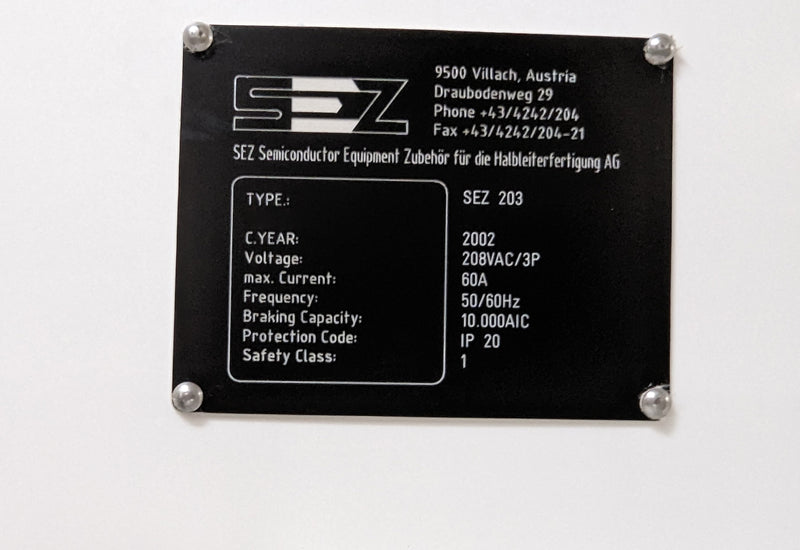 SEZ
9500 Villach, Austria
Draubodenweg 29
Phone +43/4242/204
Fax +43/4242/204-21
SEZ Semiconductor Equipment Zubehör für die Halbleiterfertigung AG
TYPE.: SEZ 203
C.YEAR: 2002
Voltage: 208VAC/3P
max. Current: 60A
Frequency: 50/60Hz
Braking Capacity: 10.000AIC
Protection Code: IP 20
Safety Class: 1